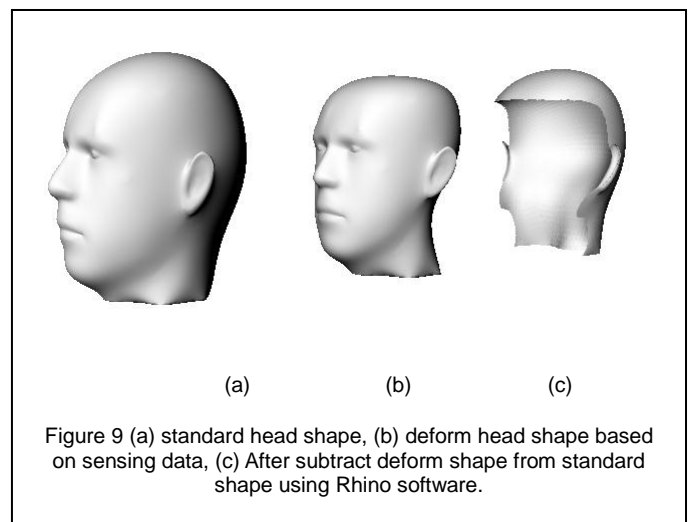 (a) (b) (c)
Figure 9 (a) standard head shape, (b) deform head shape based
on sensing data, (c) After subtract deform shape from standard
shape using Rhino software.